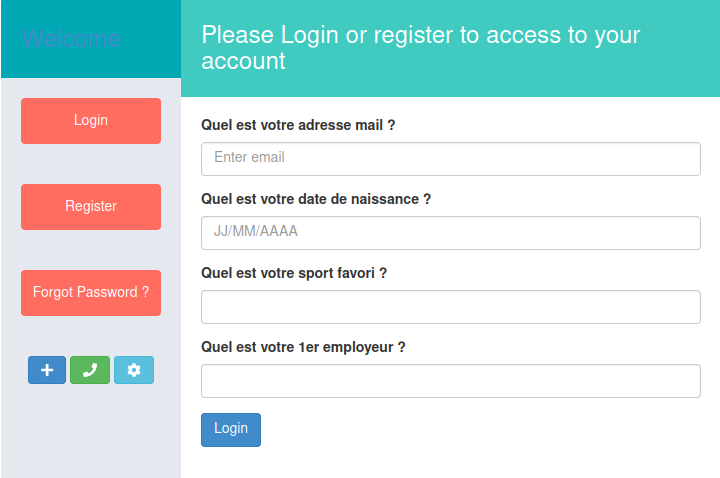 Welcome
Please Login or register to access to your
account
Login
Register
Forgot Password ?
Quel est votre adresse mail ?
Enter email
Quel est votre date de naissance ?
JJ/MM/AAAA
Quel est votre sport favori ?
Quel est votre 1er employeur ?
Login